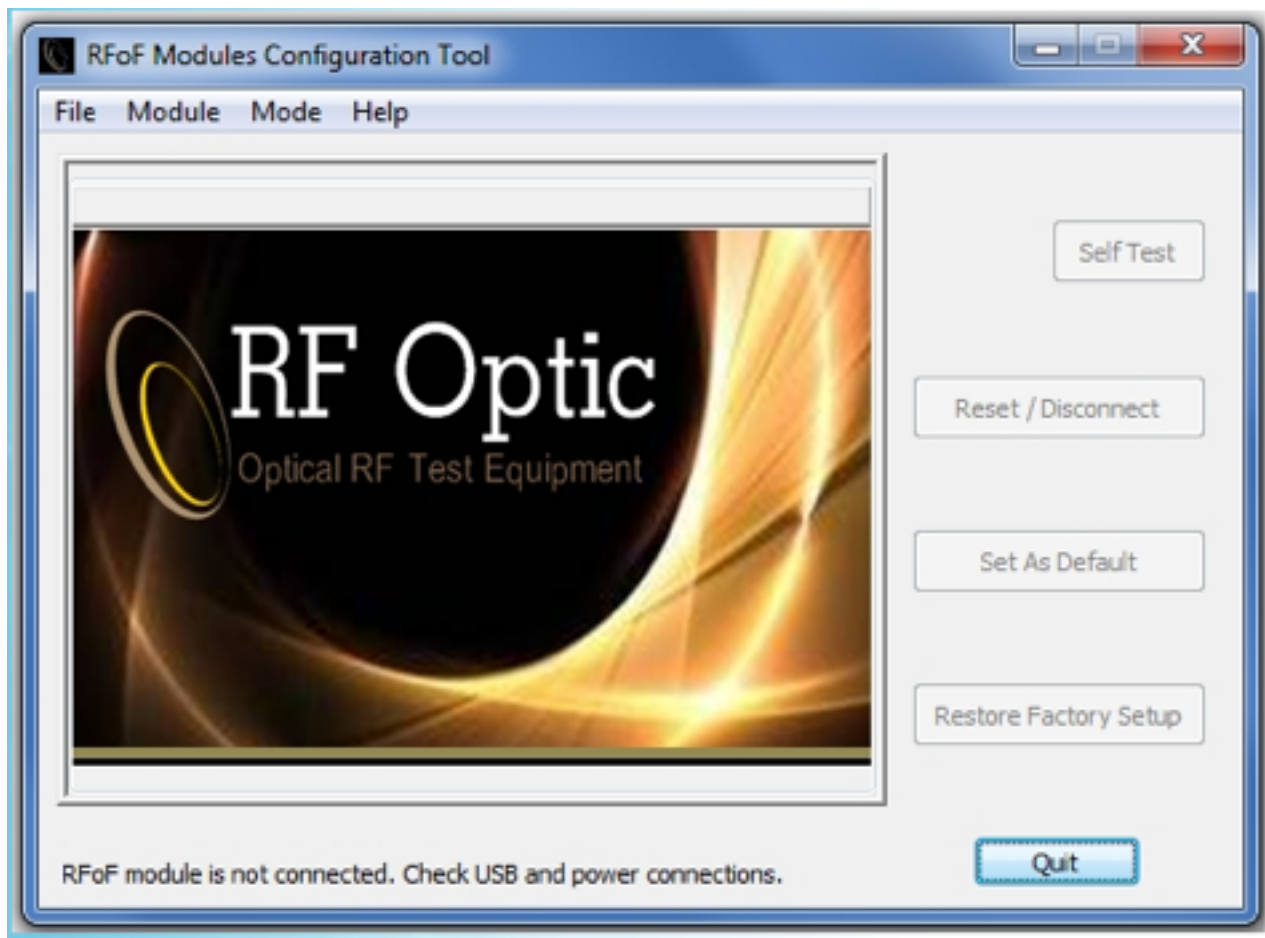 RFoF Modules Configuration Tool
File Module Mode Help
Self Test
RF Optic
Optical RF Test Equipment
Reset / Disconnect
Set As Default
Restore Factory Setup
RFoF module is not connected. Check USB and power connections.
Quit